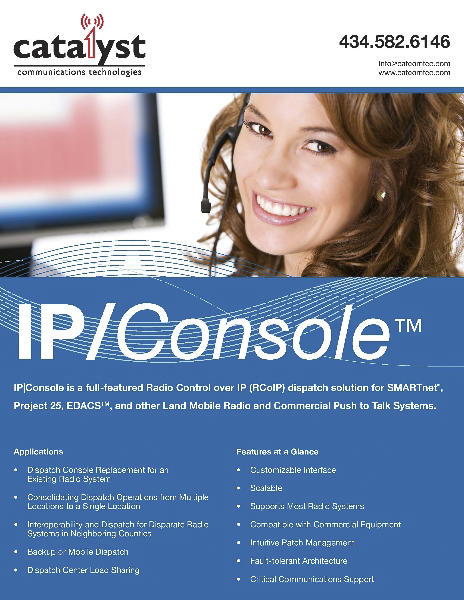 catalyst
communications technologies
434.582.6146
info@catcomtec.com
www.catcomtec.com
IP/Console™
IP|Console is a full-featured Radio Control over IP (RCoIP) dispatch solution for SMARTnet®,
Project 25, EDACS™, and other Land Mobile Radio and Commercial Push to Talk Systems.
Applications
• Dispatch Console Replacement for an
Existing Radio System
• Consolidating Dispatch Operations from Multiple
Locations to a Single Location
• Interoperability and Dispatch for Disparate Radio
Systems in Neighboring Counties
• Backup or Mobile Dispatch
• Dispatch Center Load Sharing
Features at a Glance
• Customizable Interface
• Scalable
• Supports Most Radio Systems
• Compatible with Commercial Equipment
• Intuitive Patch Management
• Fault-tolerant Architecture
• Critical Communications Support